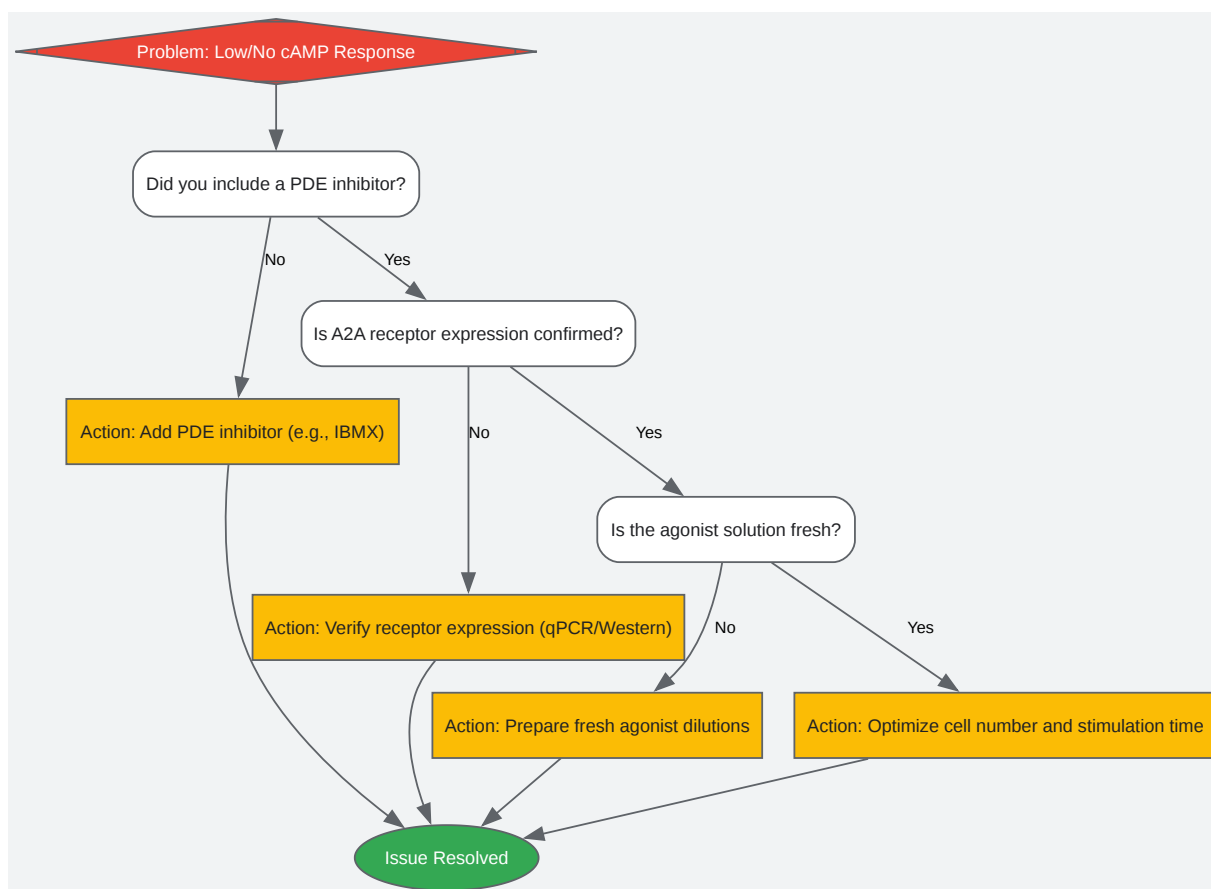 Problem: Low/No cAMP Response
Did you include a PDE inhibitor?
No
Yes
Is A2A receptor expression confirmed?
Action: Add PDE inhibitor (e.g., IBMX)
No
Yes
Is the agonist solution fresh?
Action: Verify receptor expression (qPCR/Western)
No
Yes
Action: Prepare fresh agonist dilutions
Action: Optimize cell number and stimulation time
Issue Resolved